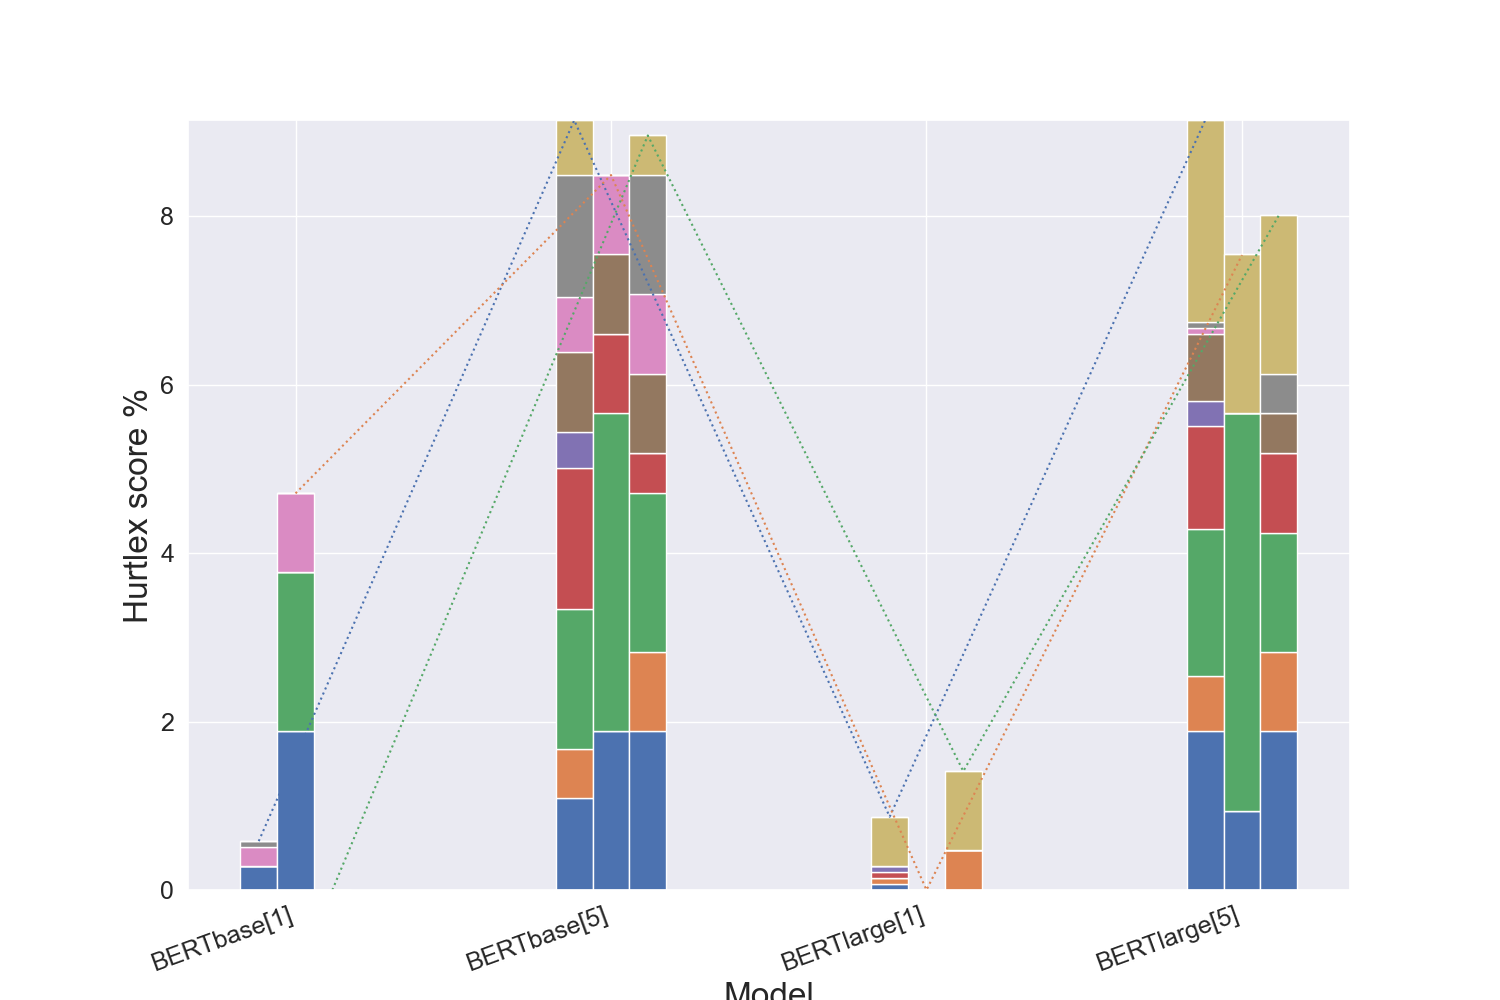 Hurtlex score %
8
6
4
2
0
BERTbase[1]
BERTbase[5]
BERTlarge[1]
BERTlarge[5]
Model